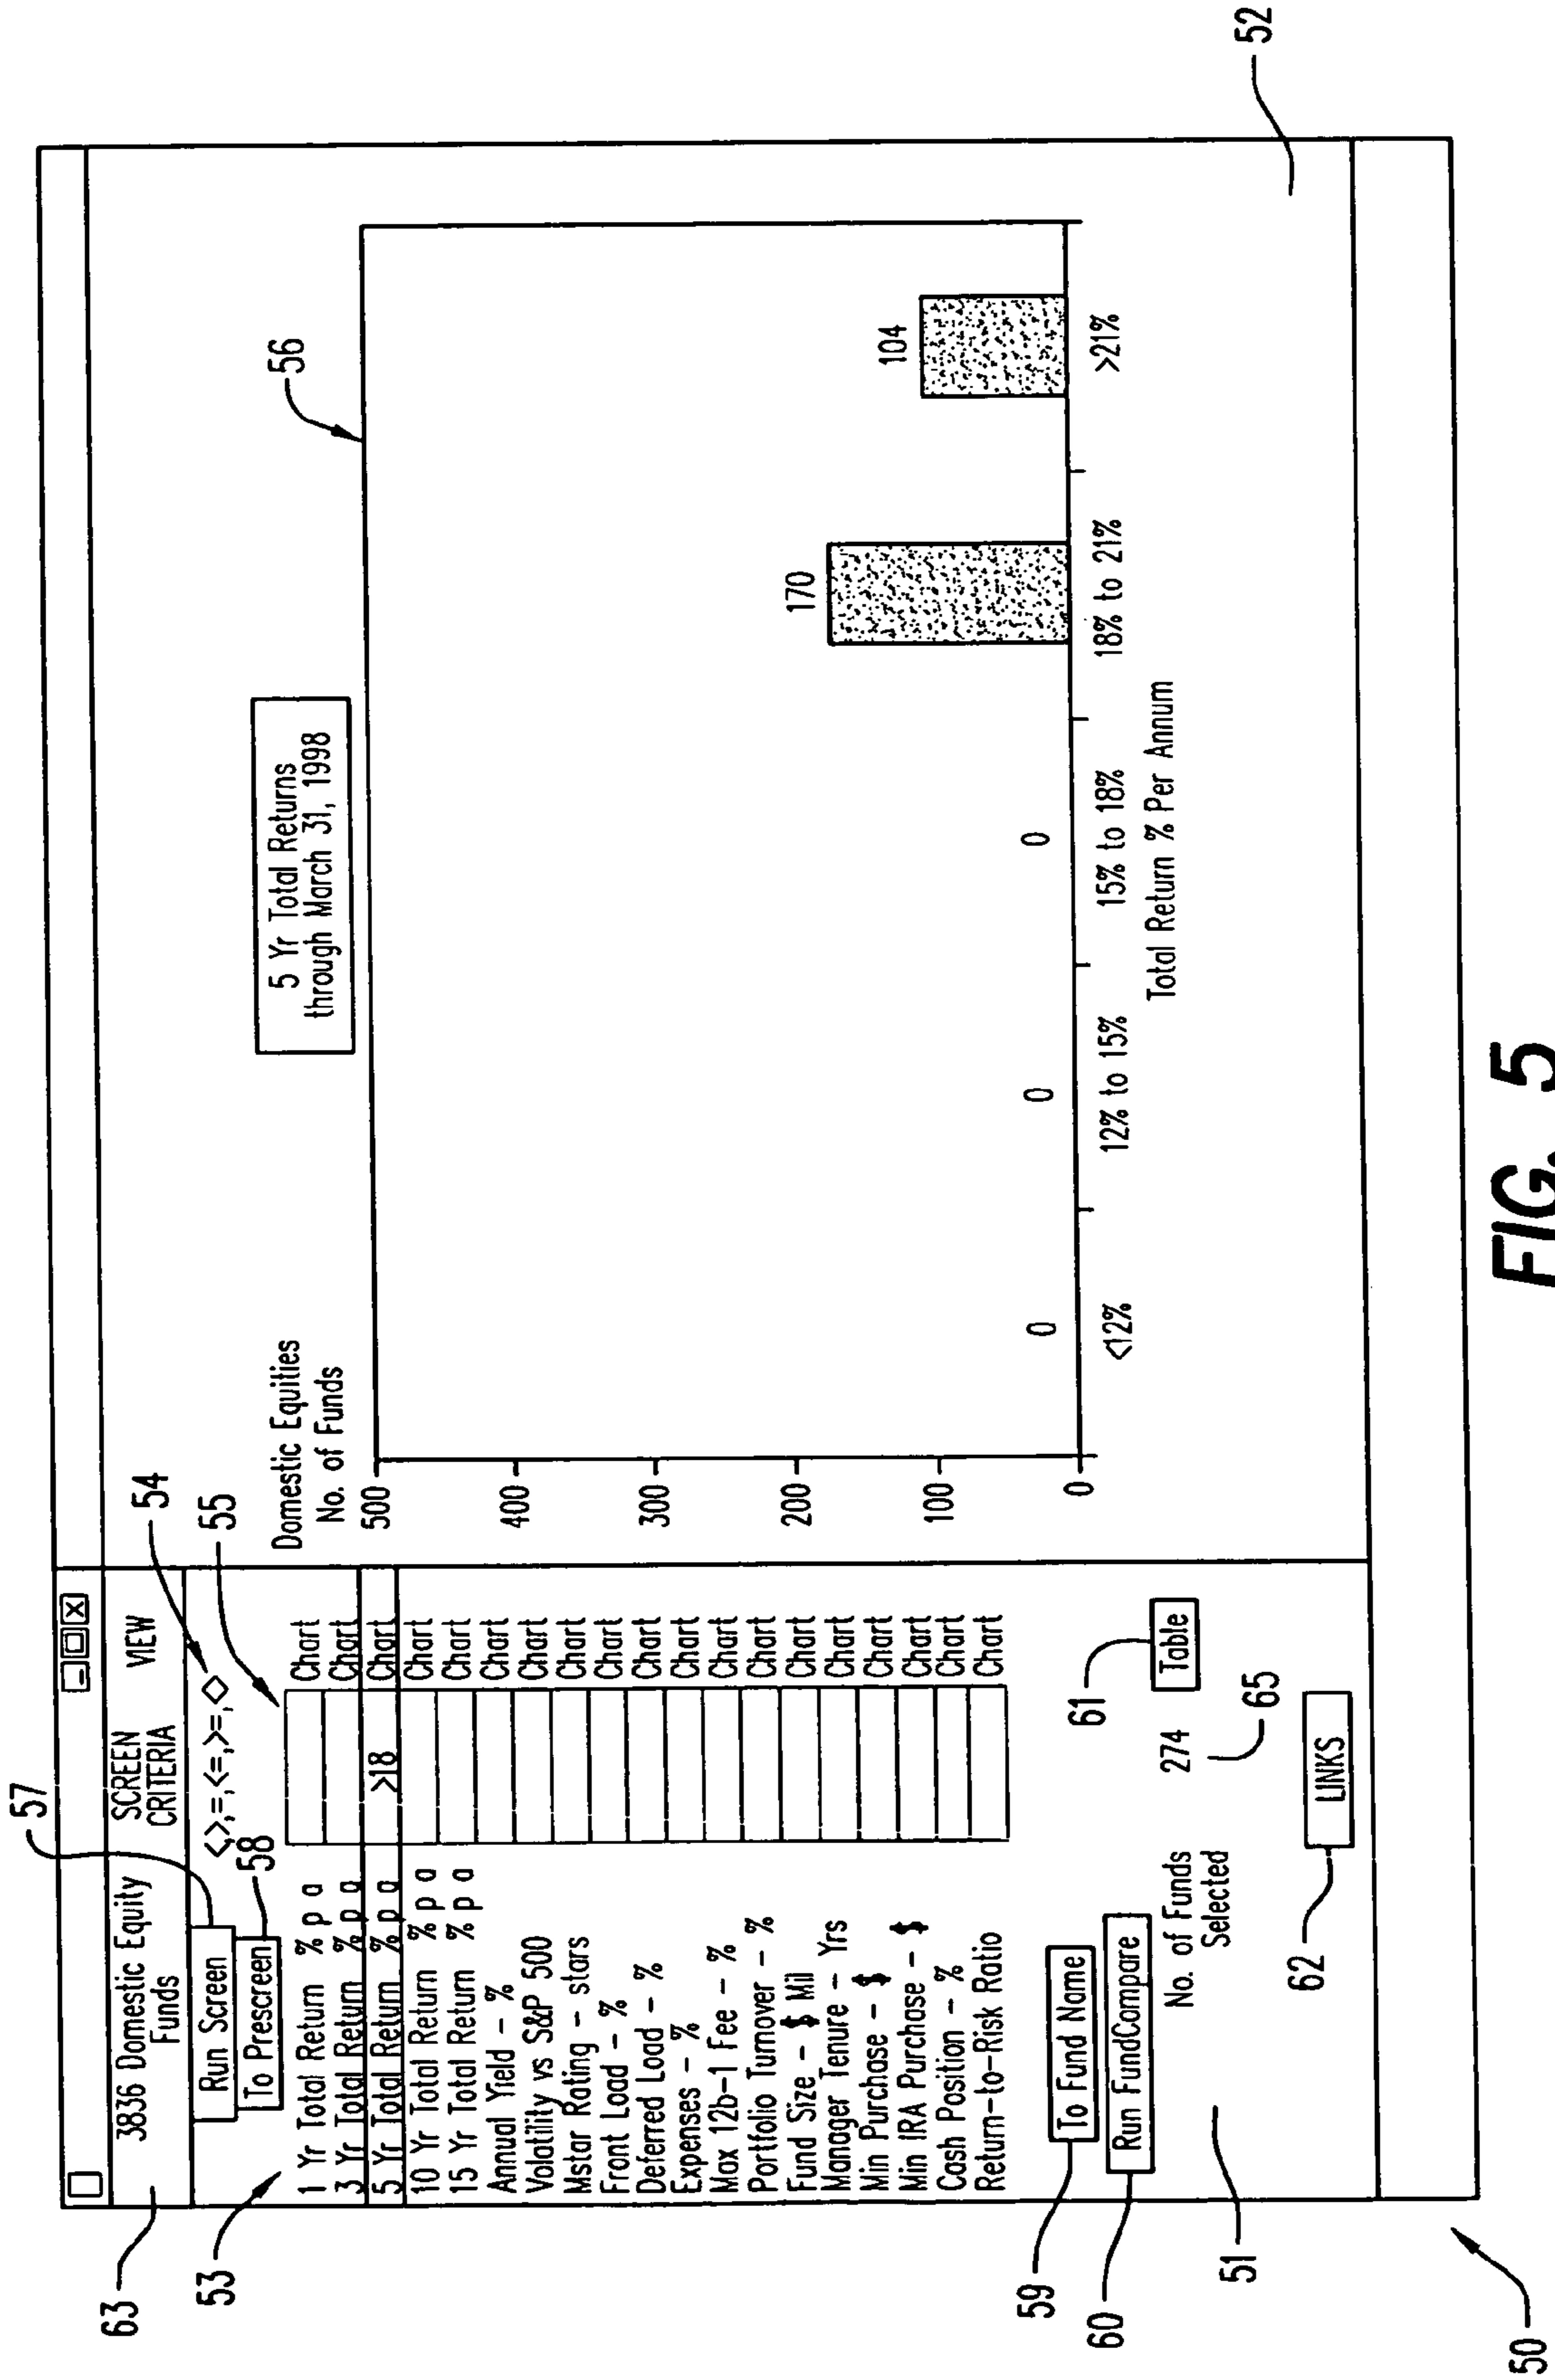 57
63
3836 Domestic Equity
Funds
SCREEN
CRITERIA
VIEW
54
Run Screen
<,>,=,<=,>=,<>
To Prescreen
58
53
55
1 Yr Total Return % p a Chart
3 Yr Total Return % p a Chart
5 Yr Total Return % p a >18 Chart
10 Yr Total Return % p a Chart
15 Yr Total Return % p a Chart
Annual Yield – % Chart
Volatility vs S&P 500 Chart
Mstar Rating – stars Chart
Front Load – % Chart
Deferred Load – % Chart
Expenses – % Chart
Max 12b–1 Fee – % Chart
Portfolio Turnover – % Chart
Fund Size – $ Mil Chart
Manager Tenure – Yrs Chart
Min Purchase – $ Chart
Min IRA Purchase – $ Chart
Cash Position – % Chart
Return–to–Risk Ratio Chart
59
To Fund Name
61
60
Run FundCompare
No. of Funds
Selected
274
Table
65
51
62
LINKS
50
5 Yr Total Returns
through March 31, 1998
56
Domestic Equities
No. of Funds
500
400
300
200
100
0
0
0
0
170
104
<12%
12% to 15%
15% to 18%
18% to 21%
>21%
Total Return % Per Annum
52
FIG. 5